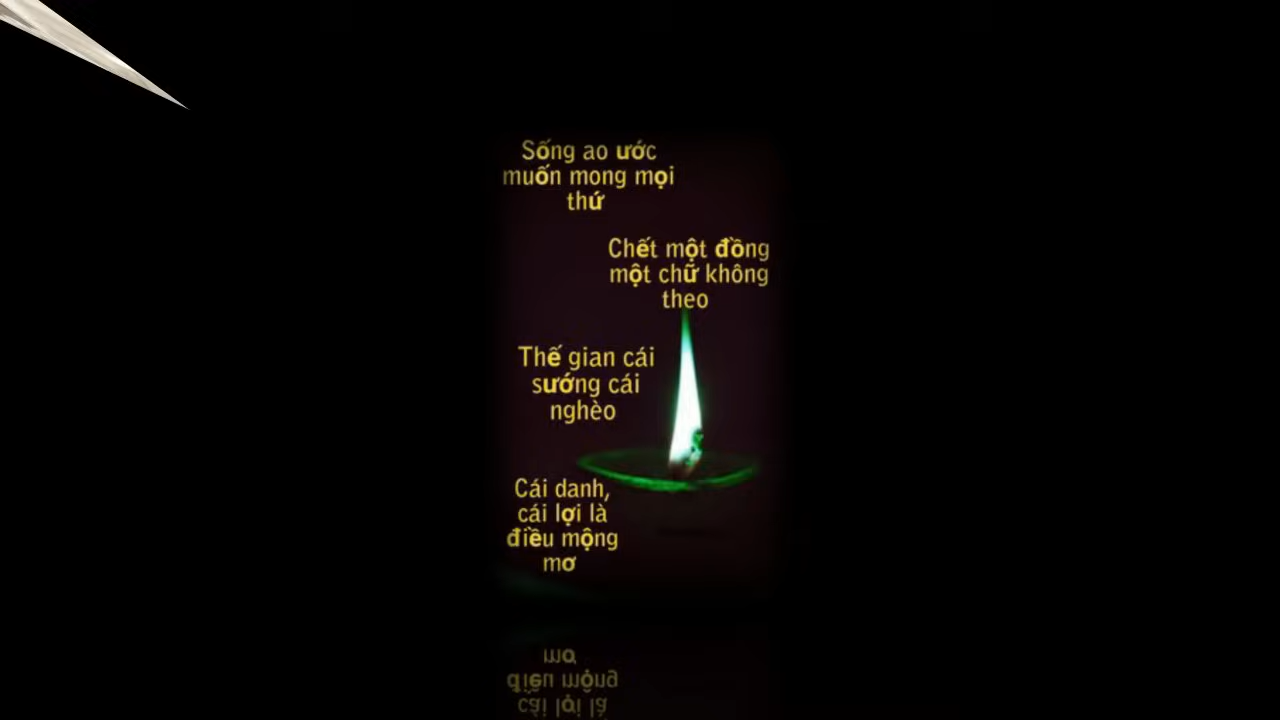 Sống ao ước
muốn mong mọi
thứ
Chết một đồng
một chữ không
theo
Thế gian cái
sướng cái
nghèo
Cái danh,
cái lợi là
điều mộng
mơ